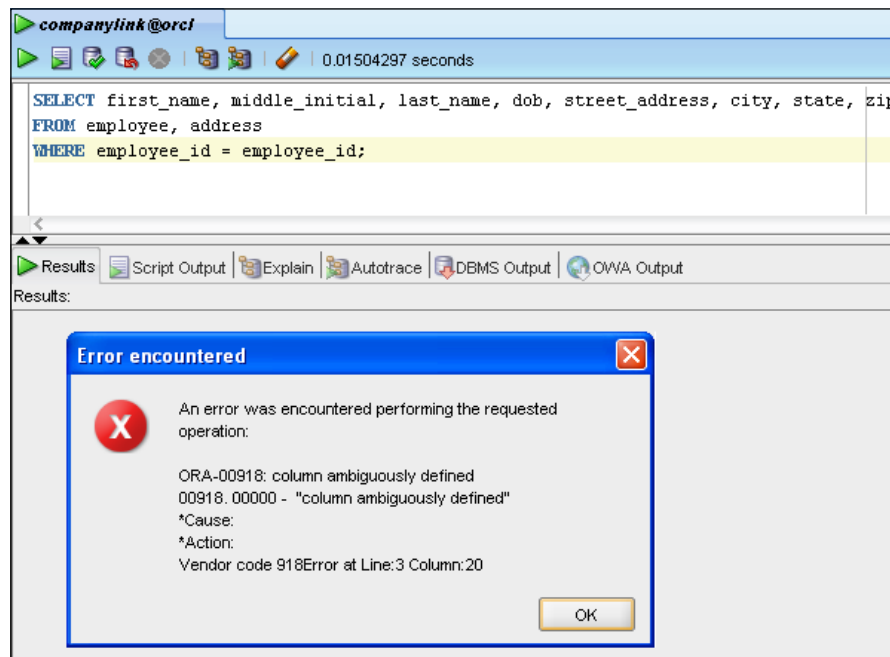 companylink@orcl
0.01504297 seconds
SELECT first_name, middle_initial, last_name, dob, street_address, city, state, zip
FROM employee, address
WHERE employee_id = employee_id;
Results Script Output Explain Autotrace DBMS Output OWA Output
Results:
Error encountered
An error was encountered performing the requested
operation:
ORA-00918: column ambiguously defined
00918. 00000 - "column ambiguously defined"
*Cause:
*Action:
Vendor code 918Error at Line:3 Column:20
OK